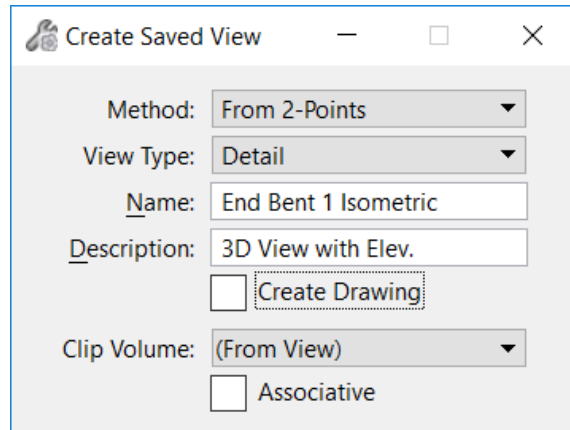 Create Saved View
Method: From 2-Points
View Type: Detail
Name: End Bent 1 Isometric
Description: 3D View with Elev.
Create Drawing
Clip Volume: (From View)
Associative